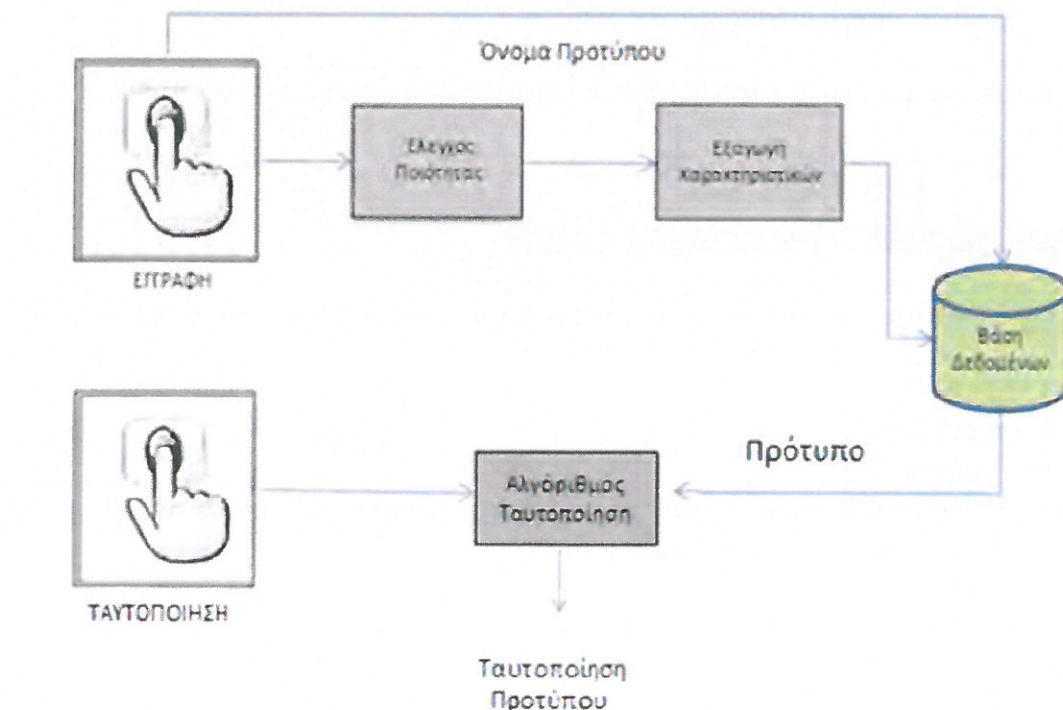 Όνομα Προτύπου
Έλεγχος
Ποιότητας
Εξαγωγή
Χαρακτηριστικών
ΕΓΓΡΑΦΗ
Βάση
Δεδομένων
Πρότυπο
Αλγόριθμος
Ταυτοποίηση
ΤΑΥΤΟΠΟΙΗΣΗ
Ταυτοποίηση
Προτύπου